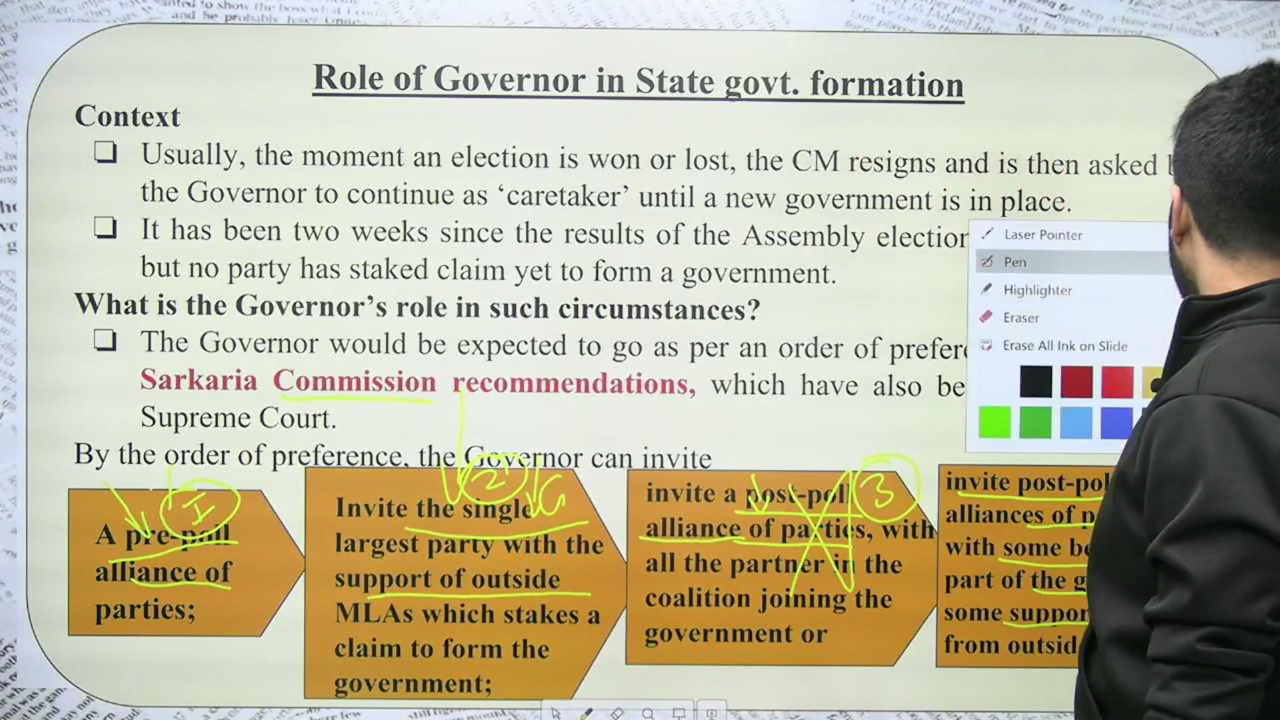 Role of Governor in State govt. formation
Context
Usually, the moment an election is won or lost, the CM resigns and is then asked
the Governor to continue as ‘caretaker’ until a new government is in place.
It has been two weeks since the results of the Assembly election
but no party has staked claim yet to form a government.
What is the Governor’s role in such circumstances?
The Governor would be expected to go as per an order of prefere
Sarkaria Commission recommendations, which have also be
Supreme Court.
By the order of preference, the Governor can invite
A pre-poll
alliance of
parties;
I
Invite the single
largest party with the
support of outside
MLAs which stakes a
claim to form the
government;
2
invite a post-poll
alliance of parties, with
all the partner in the
coalition joining the
government or
3
invite post-pol
alliances of p
with some be
part of the g
some suppor
from outsid
Laser Pointer
Pen
Highlighter
Eraser
Erase All Ink on Slide